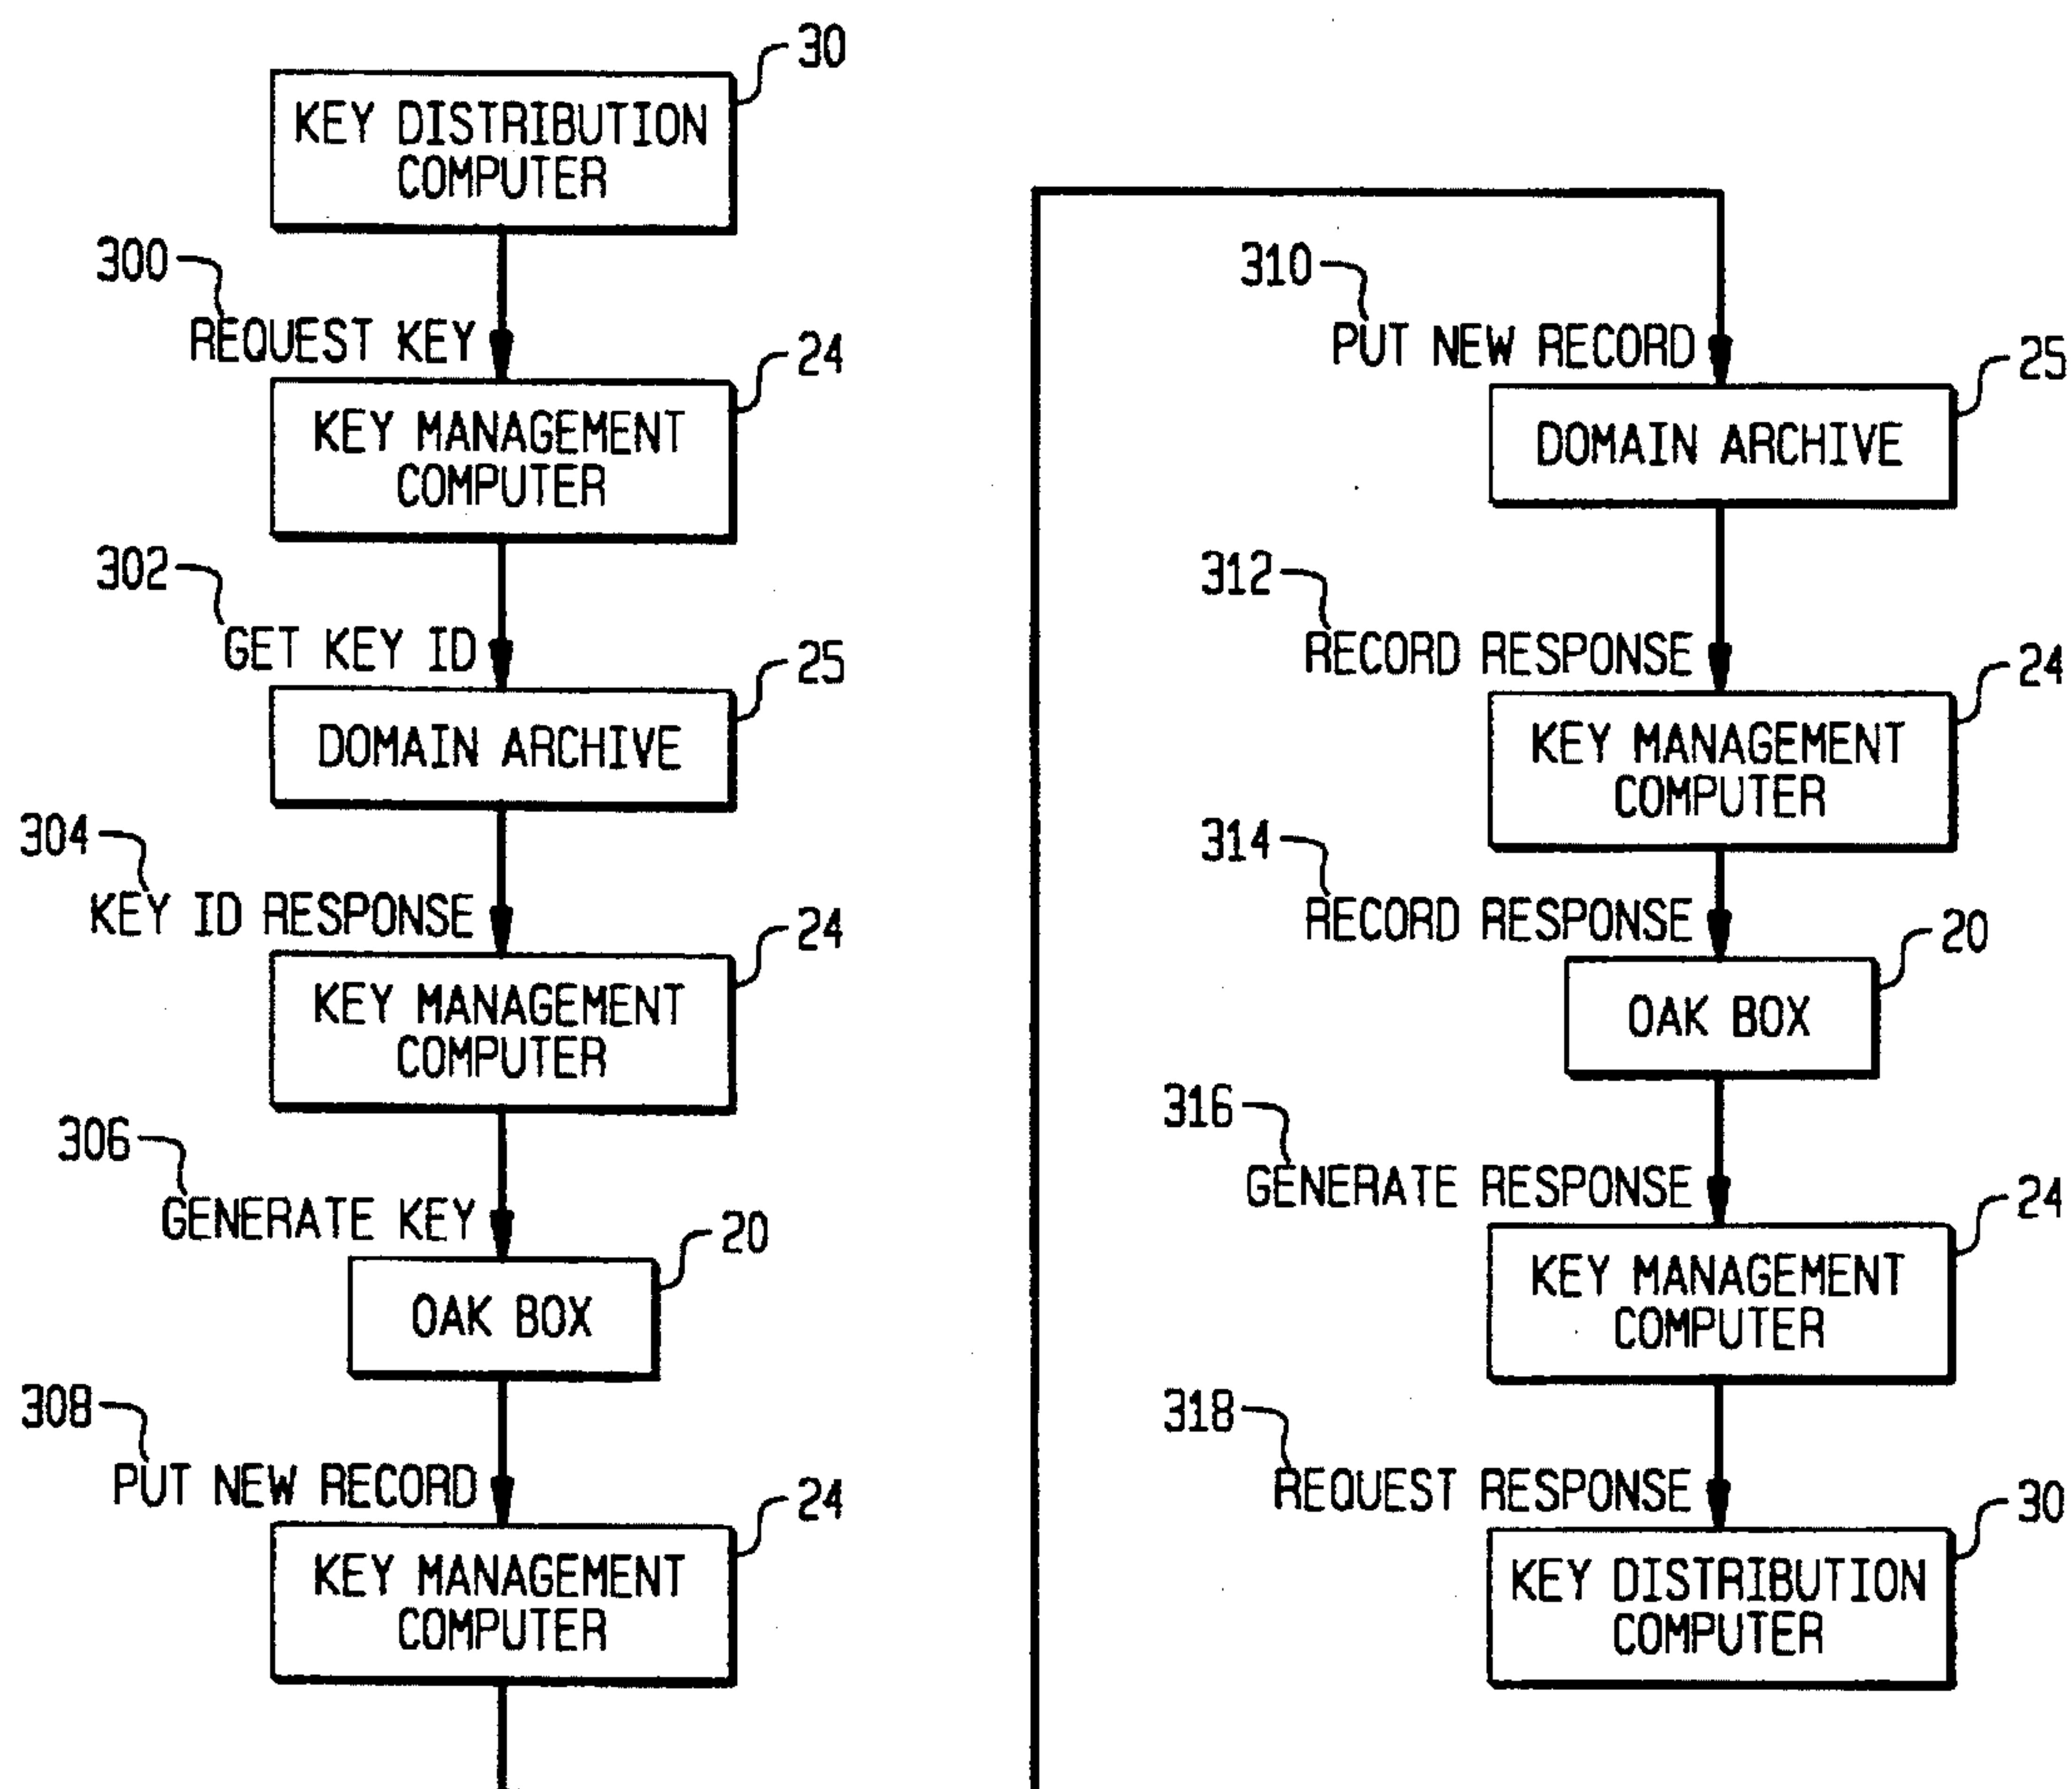 30
KEY DISTRIBUTION
COMPUTER
300
REQUEST KEY
24
KEY MANAGEMENT
COMPUTER
302
GET KEY ID
25
DOMAIN ARCHIVE
304
KEY ID RESPONSE
24
KEY MANAGEMENT
COMPUTER
306
GENERATE KEY
20
OAK BOX
308
PUT NEW RECORD
24
KEY MANAGEMENT
COMPUTER
310
PUT NEW RECORD
25
DOMAIN ARCHIVE
312
RECORD RESPONSE
24
KEY MANAGEMENT
COMPUTER
314
RECORD RESPONSE
20
OAK BOX
316
GENERATE RESPONSE
24
KEY MANAGEMENT
COMPUTER
318
REQUEST RESPONSE
30
KEY DISTRIBUTION
COMPUTER